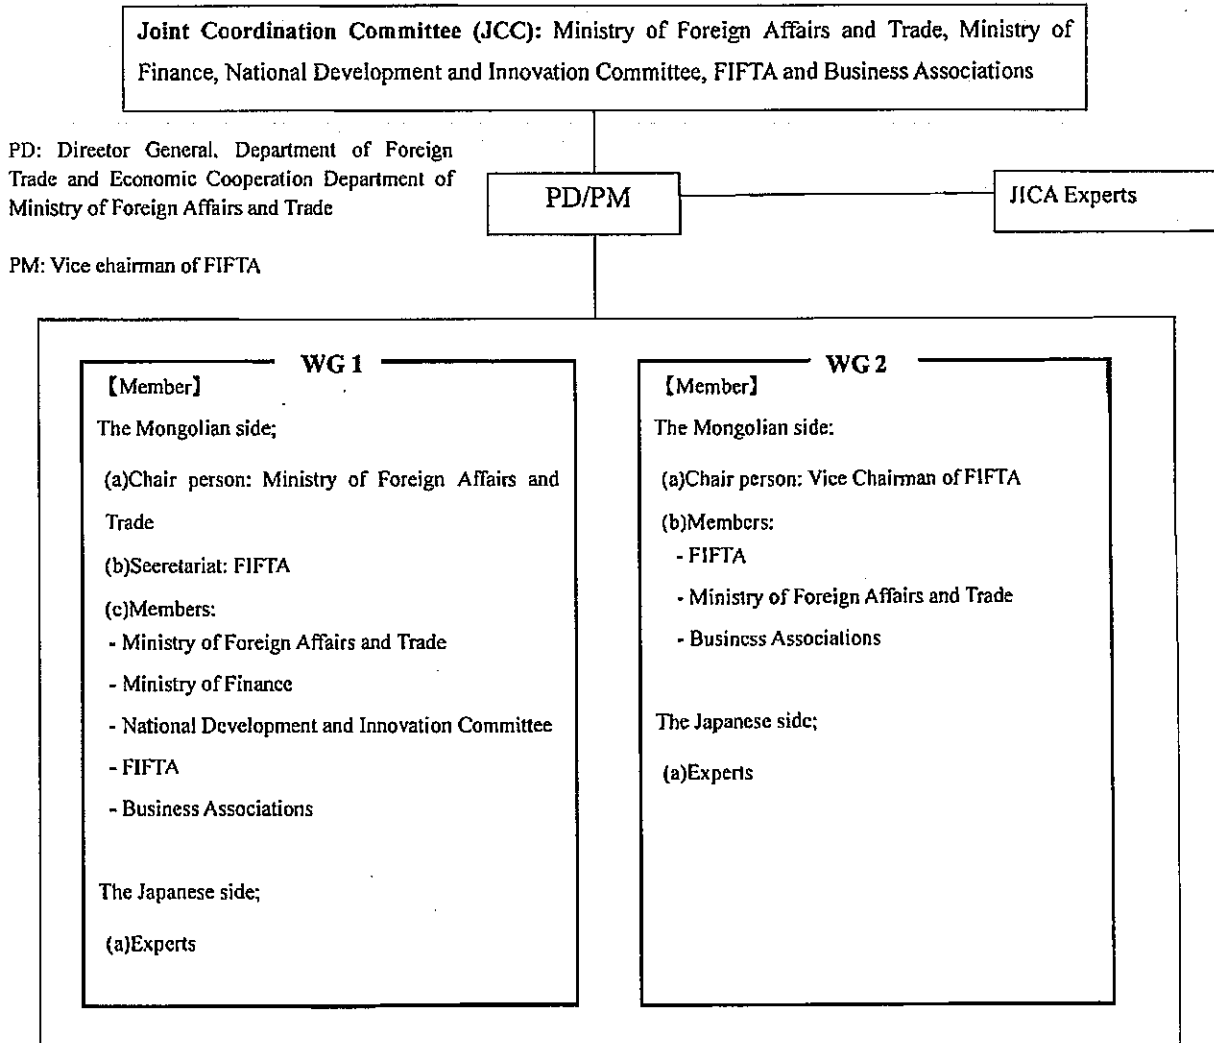 Joint Coordination Committee (JCC): Ministry of Foreign Affairs and Trade, Ministry of
Finance, National Development and Innovation Committee, FIFTA and Business Associations
PD: Director General, Department of Foreign
Trade and Economic Cooperation Department of
Ministry of Foreign Affairs and Trade
PM: Vice chairman of FIFTA
PD/PM
JICA Experts
WG 1
【Member】
The Mongolian side;
(a)Chair person: Ministry of Foreign Affairs and
Trade
(b)Secretariat: FIFTA
(c)Members:
- Ministry of Foreign Affairs and Trade
- Ministry of Finance
- National Development and Innovation Committee
- FIFTA
- Business Associations
The Japanese side;
(a)Experts
WG 2
【Member】
The Mongolian side:
(a)Chair person: Vice Chairman of FIFTA
(b)Members:
- FIFTA
- Ministry of Foreign Affairs and Trade
- Business Associations
The Japanese side;
(a)Experts